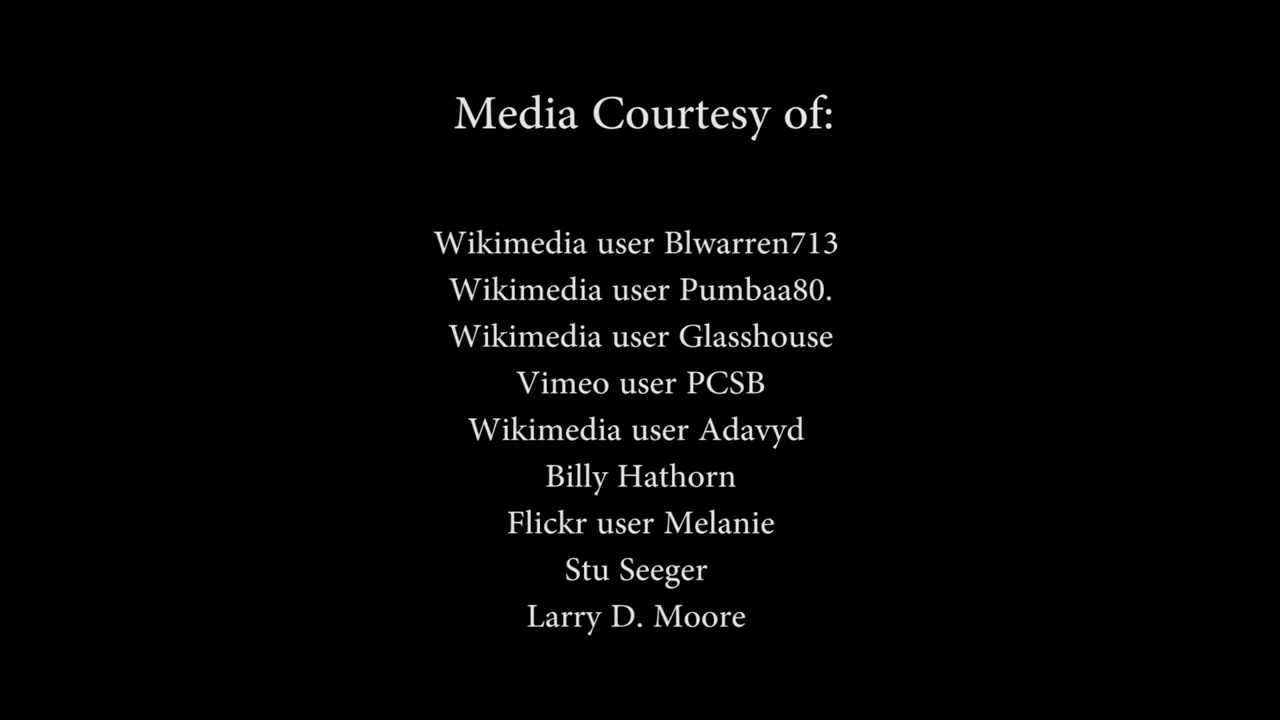 Media Courtesy of:
Wikimedia user Blwarren713
Wikimedia user Pumbaa80.
Wikimedia user Glasshouse
Vimeo user PCSB
Wikimedia user Adavyd
Billy Hathorn
Flickr user Melanie
Stu Seeger
Larry D. Moore